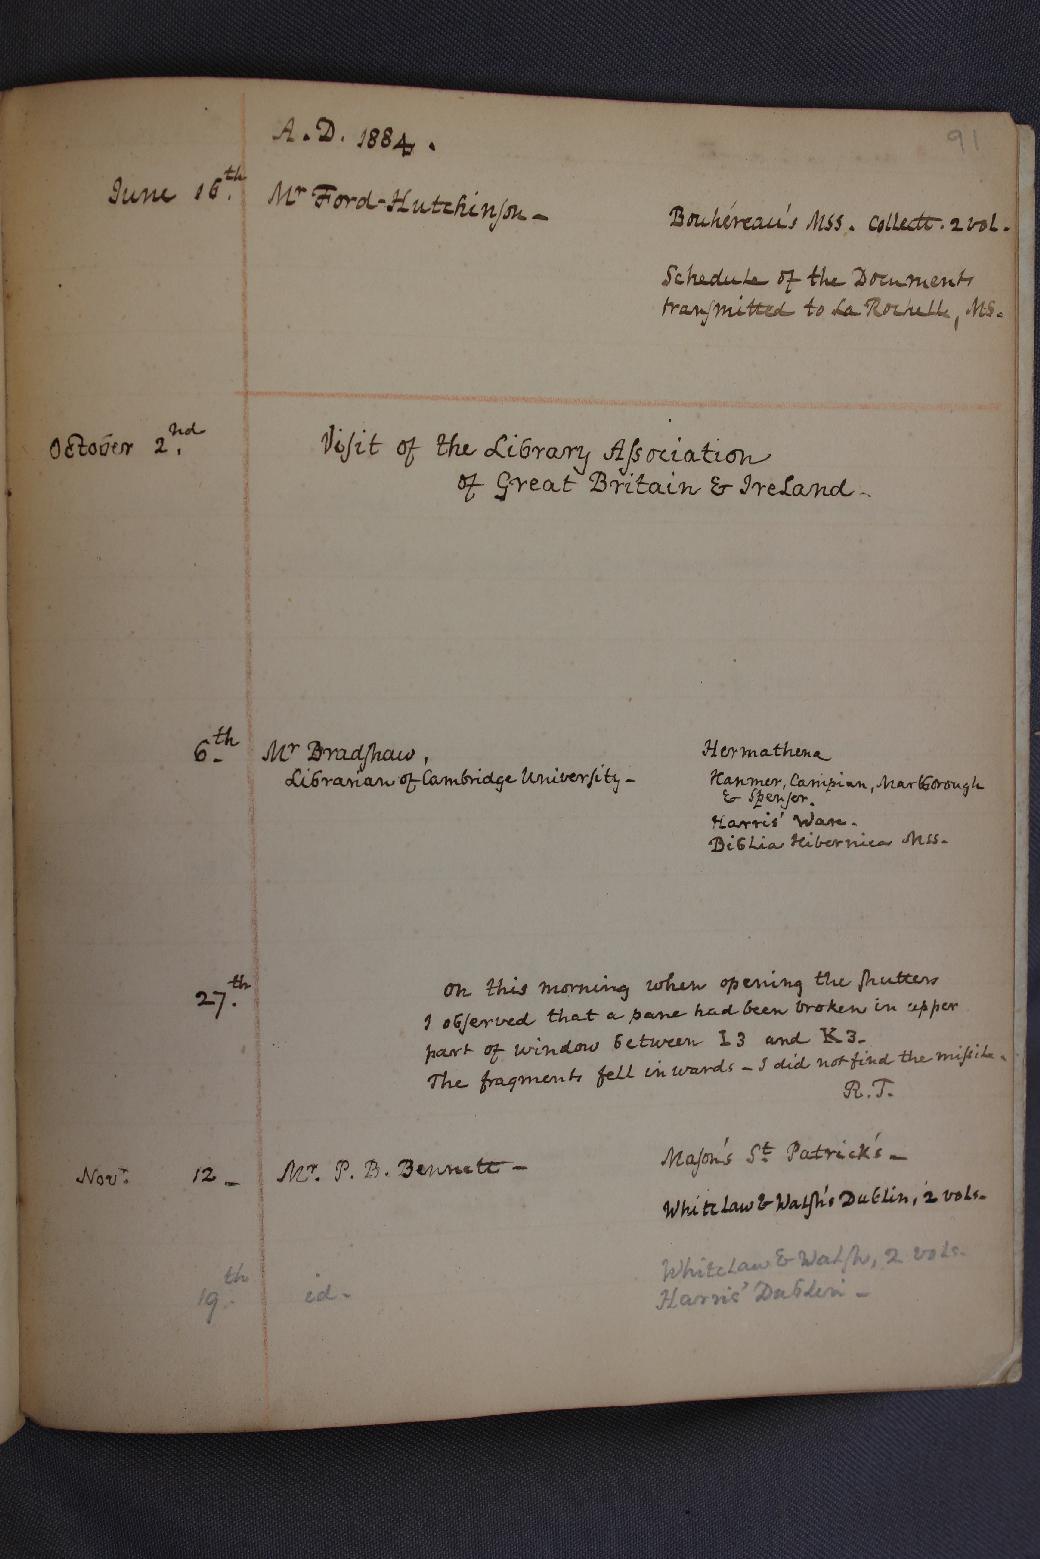 91
A.D. 1884.
June 16th. Mr Ford-Hutchinſon - Bouhéreau's Mss. Collectt. 2 vol.
Schedule of the Documents
tranſmitted to La Rochelle, MS.
October 2nd. Viſit of the Library Aſsociation
of Great Britain & Ireland -
6th Mr Bradſhaw, Hermathena
Librarian of Cambridge Univerſity - Hanmer, Campian, Marlborough
& Spenſer.
Harris' Ware.
Biblia Hibernica Mss.
27th. On this morning when opening the ſhutters
I obſerved that a pane had been broken in upper
part of window between I3 and K3.
The fragments fell inwards - I did not find the miſsile.
R.T.
Novr. 12 - Mr. P. B. Bennett - Maſon's St. Patrick's -
Whitelaw & Walſh's Dublin, 2 vols.
19th. id. Whitelaw & Walſh, 2 vols.
Harris' Dublin -